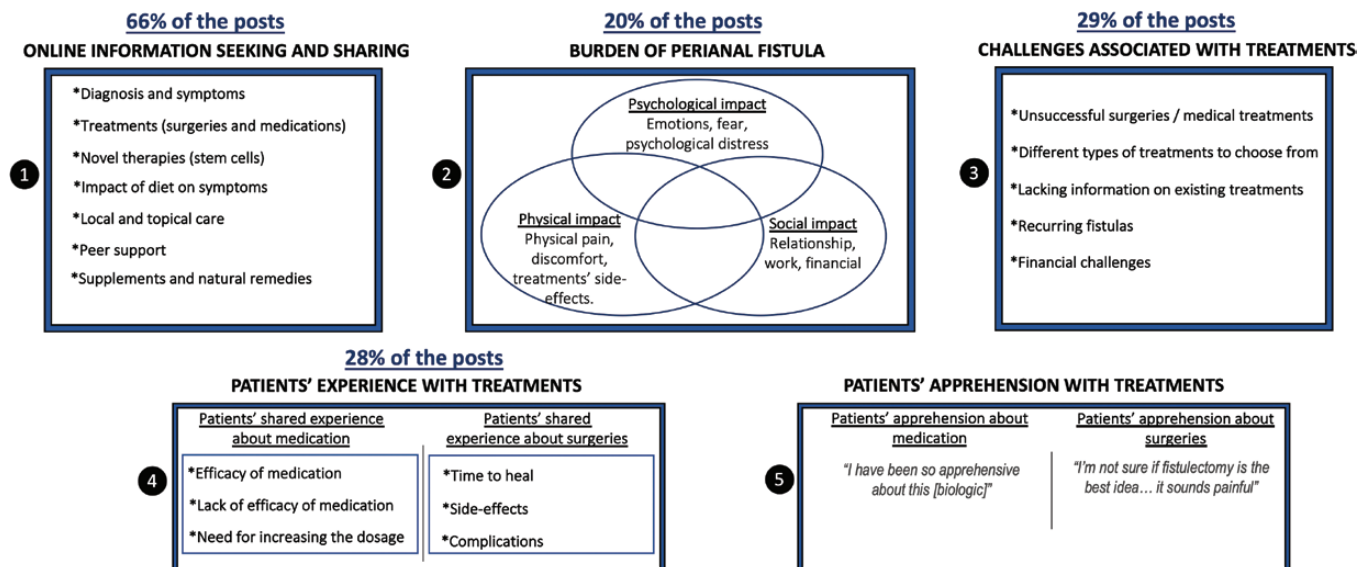 66% of the posts
ONLINE INFORMATION SEEKING AND SHARING
1
*Diagnosis and symptoms
*Treatments (surgeries and medications)
*Novel therapies (stem cells)
*Impact of diet on symptoms
*Local and topical care
*Peer support
*Supplements and natural remedies
20% of the posts
BURDEN OF PERIANAL FISTULA
2
Psychological impact
Emotions, fear,
psychological distress
Physical impact
Physical pain,
discomfort,
treatments' side-
effects.
Social impact
Relationship,
work, financial
29% of the posts
CHALLENGES ASSOCIATED WITH TREATMENTS
3
*Unsuccessful surgeries / medical treatments
*Different types of treatments to choose from
*Lacking information on existing treatments
*Recurring fistulas
*Financial challenges
28% of the posts
PATIENTS' EXPERIENCE WITH TREATMENTS
4
Patients' shared experience
about medication
*Efficacy of medication
*Lack of efficacy of medication
*Need for increasing the dosage
Patients' shared
experience about surgeries
*Time to heal
*Side-effects
*Complications
PATIENTS' APPREHENSION WITH TREATMENTS
5
Patients' apprehension about
medication
"I have been so apprehensive
about this [biologic]"
Patients' apprehension about
surgeries
"I'm not sure if fistulectomy is the
best idea… it sounds painful"